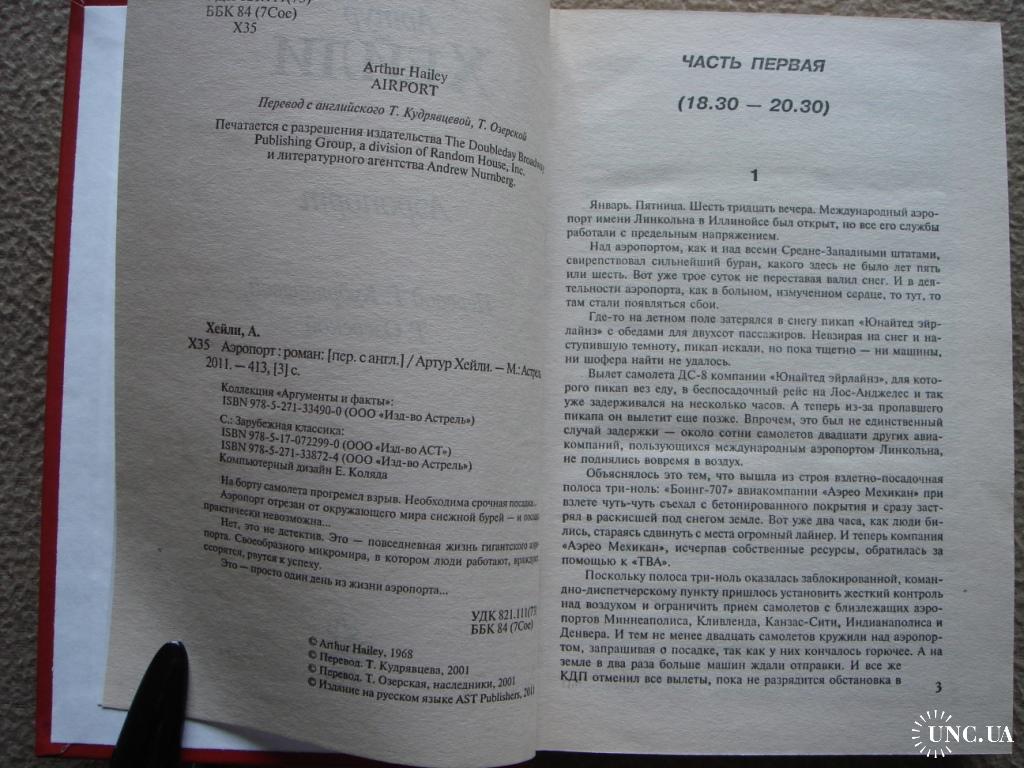 ББК 84 (7Сое)
Х35
Arthur Hailey
AIRPORT
Перевод с английского Т. Кудрявцевой, Т. Озерской
Печатается с разрешения издательства The Doubleday Broadway
Publishing Group, a division of Random House, Inc.
и литературного агентства Andrew Nurnberg.
Хейли, А.
Х35 Аэропорт : роман: [пер. с англ.] / Артур Хейли. — М.: Астрель,
2011. — 413, [3] с.
Коллекция «Аргументы и факты»:
ISBN 978-5-271-33490-0 (ООО «Изд-во Астрель»)
С.: Зарубежная классика:
ISBN 978-5-17-072299-0 (ООО «Изд-во АСТ»)
ISBN 978-5-271-33872-4 (ООО «Изд-во Астрель»)
Компьютерный дизайн Е. Коляда
На борту самолета прогремел взрыв. Необходима срочная посадка...
Аэропорт отрезан от окружающего мира снежной бурей — и
практически невозможна...
Нет, это не детектив. Это — повседневная жизнь гигантского
порта. Своеобразного микромира, в котором люди работают,
ссорятся, рвутся к успеху.
Это — просто один день из жизни аэропорта...
УДК 821.111(73)
ББК 84 (7Сое)
© Arthur Hailey, 1968
© Перевод. Т. Кудрявцева, 2001
© Перевод. Т. Озерская, наследники, 2001
© Издание на русском языке AST Publishers, 2011
ЧАСТЬ ПЕРВАЯ
(18.30 — 20.30)
1
Январь. Пятница. Шесть тридцать вечера. Международный аэро-
порт имени Линкольна в Иллинойсе был открыт, но все его службы
работали с предельным напряжением.
Над аэропортом, как и над всеми Средне-Западными штатами,
свирепствовал сильнейший буран, какого здесь не было лет пять
или шесть. Вот уже трое суток не переставая валил снег. И в дея-
тельности аэропорта, как в больном, измученном сердце, то тут, то
там стали появляться сбои.
Где-то на летном поле затерялся в снегу пикап «Юнайтед эйр-
лайнз» с обедами для двухсот пассажиров. Невзирая на снег и на-
ступившую темноту, пикап искали, но пока тщетно — ни машины,
ни шофера найти не удалось.
Вылет самолета ДС-8 компании «Юнайтед эйрлайнз», для кото-
рого пикап вез еду, в беспосадочный рейс на Лос-Анджелес и так
уже задерживался на несколько часов. А теперь из-за пропавшего
пикапа он вылетит еще позже. Впрочем, это был не единственный
случай задержки — около сотни самолетов двадцати других авиа-
компаний, пользующихся международным аэропортом Линкольна,
не поднялись вовремя в воздух.
Объяснялось это тем, что вышла из строя взлетно-посадочная
полоса три-ноль: «Боинг-707» авиакомпании «Аэрео Мехикан» при
взлете чуть-чуть съехал с бетонированного покрытия и сразу заст-
рял в раскисшей под снегом земле. Вот уже два часа, как люди би-
лись, стараясь сдвинуть с места огромный лайнер. И теперь компания
«Аэрео Мехикан», исчерпав собственные ресурсы, обратилась за
помощью к «ТВА».
Поскольку полоса три-ноль оказалась заблокированной, коман-
дно-диспетчерскому пункту пришлось установить жесткий контроль
над воздухом и ограничить прием самолетов с близлежащих аэро-
портов Миннеаполиса, Кливленда, Канзас-Сити, Индианаполиса и
Денвера. И тем не менее двадцать самолетов кружили над аэропор-
том, запрашивая о посадке, так как у них кончалось горючее. А на
земле в два раза больше машин ждали отправки. И все же
КДП отменил все вылеты, пока не разрядится обстановка в
3
UNC.UA